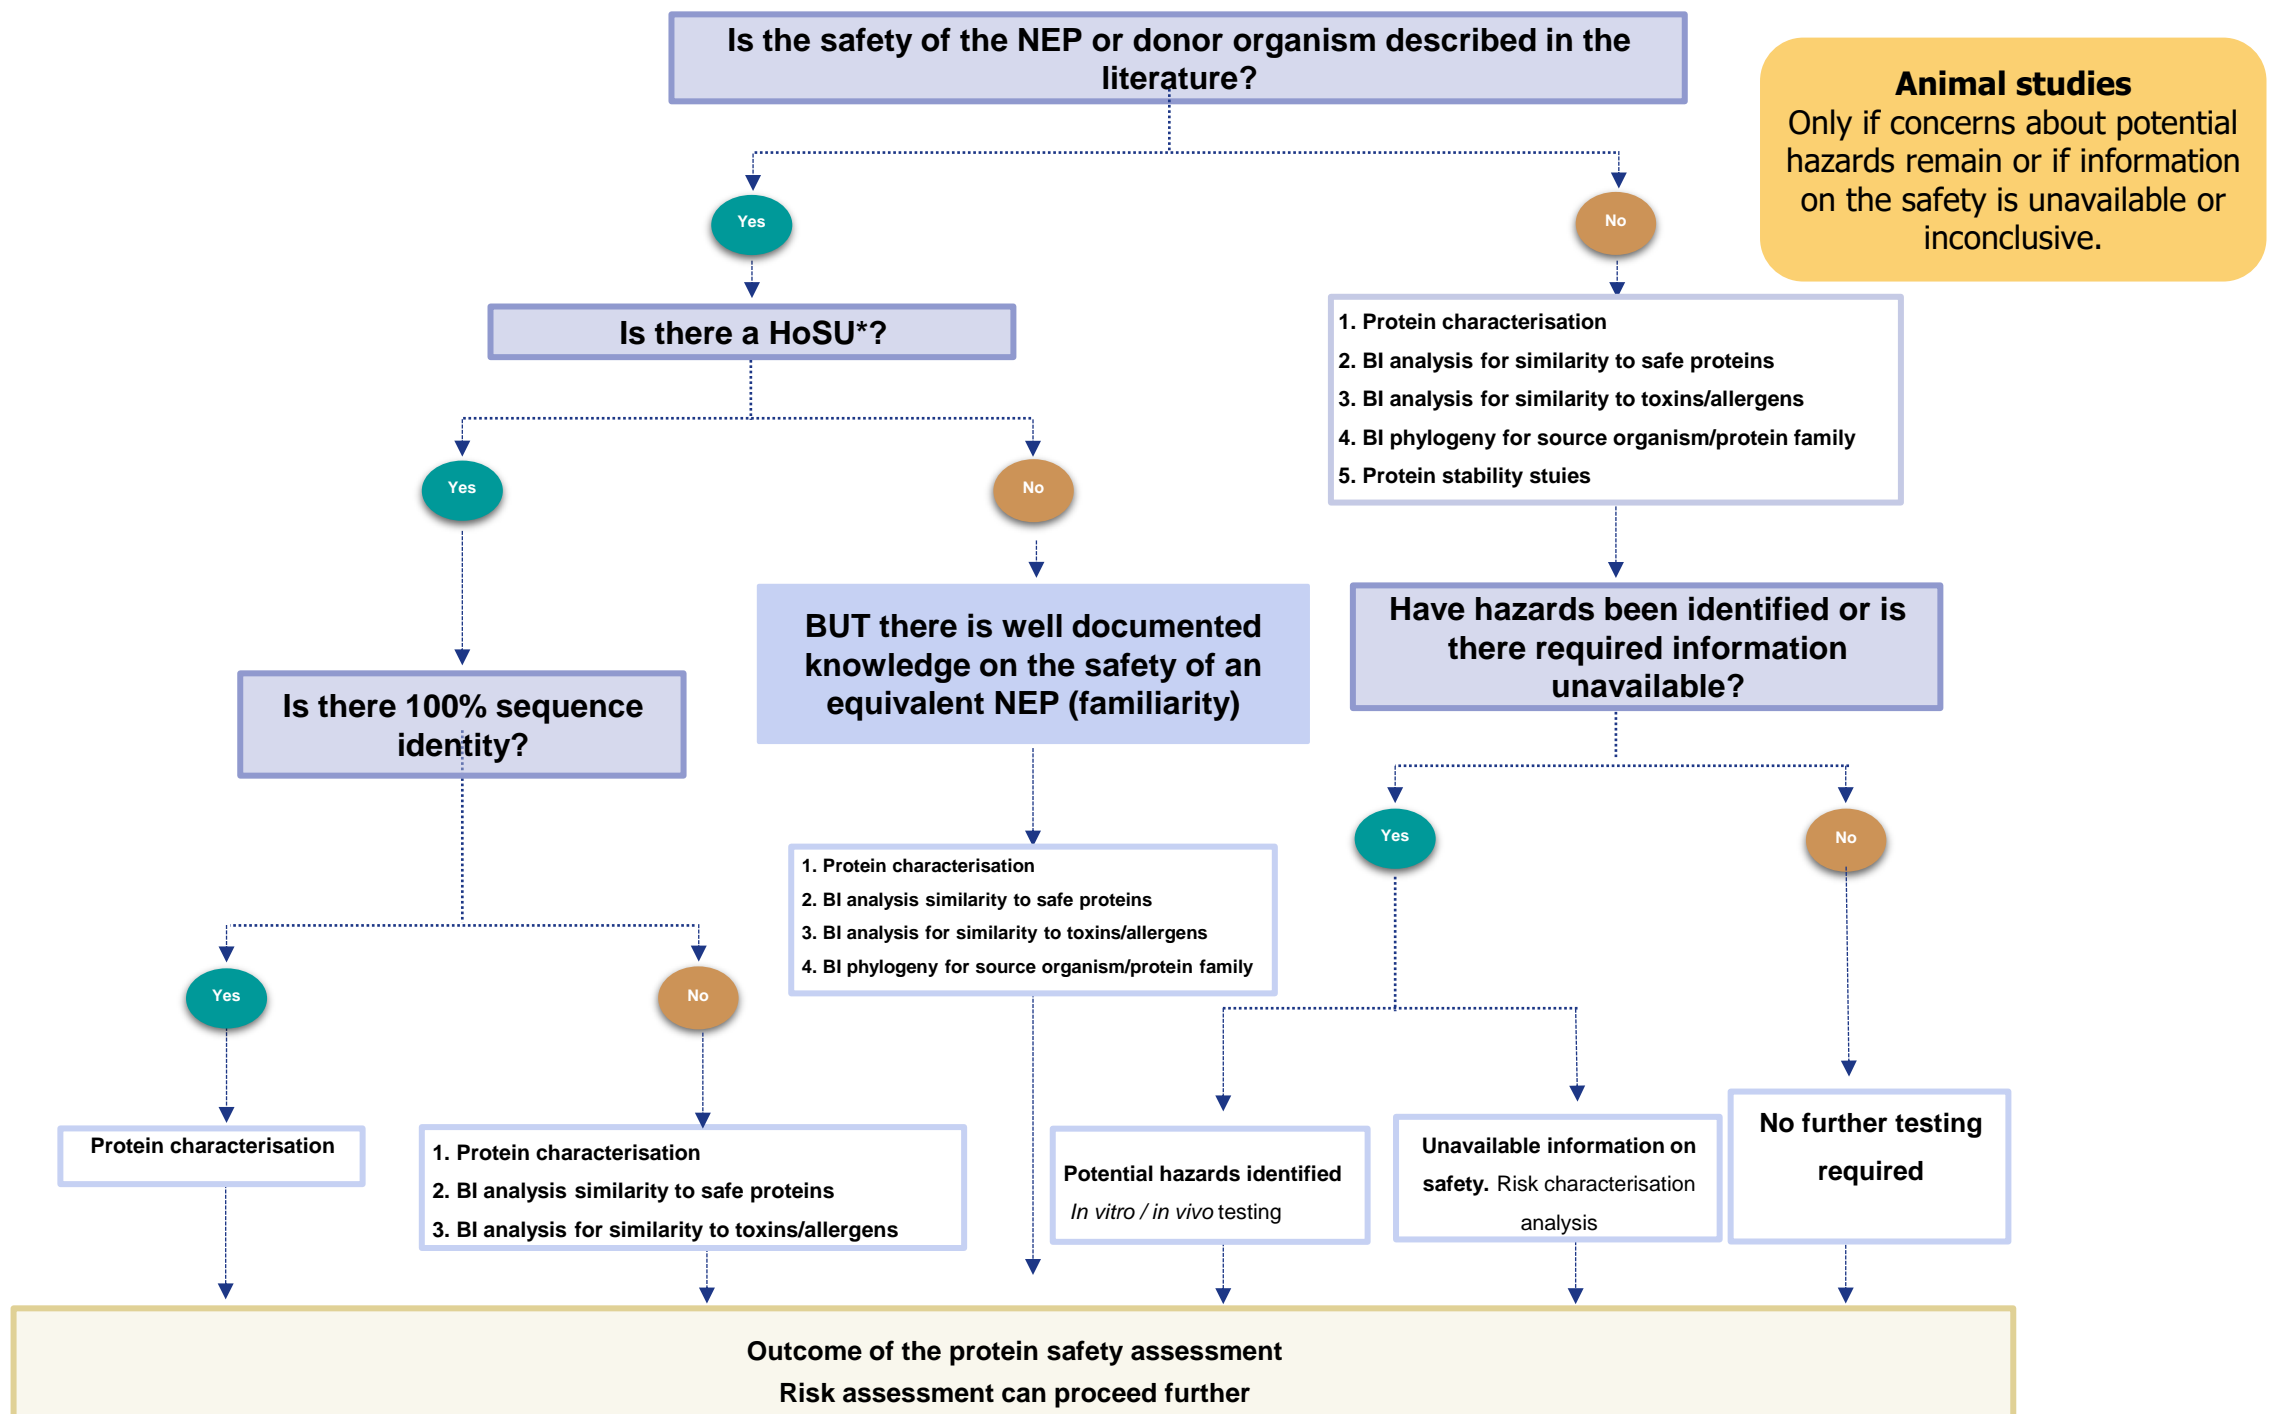 Is the safety of the NEP or donor organism described in the
literature?
Animal studies
Only if concerns about potential
hazards remain or if information
on the safety is unavailable or
inconclusive.
Yes
No
Is there a HoSU*?
1. Protein characterisation
2. BI analysis for similarity to safe proteins
3. BI analysis for similarity to toxins/allergens
4. BI phylogeny for source organism/protein family
5. Protein stability stuies
Yes
No
Is there 100% sequence
identity?
BUT there is well documented
knowledge on the safety of an
equivalent NEP (familiarity)
Have hazards been identified or is
there required information
unavailable?
Yes
No
1. Protein characterisation
2. BI analysis similarity to safe proteins
3. BI analysis for similarity to toxins/allergens
4. BI phylogeny for source organism/protein family
Yes
No
Protein characterisation
1. Protein characterisation
2. BI analysis similarity to safe proteins
3. BI analysis for similarity to toxins/allergens
Potential hazards identified
In vitro / in vivo testing
Unavailable information on
safety. Risk characterisation
analysis
No further testing
required
Outcome of the protein safety assessment
Risk assessment can proceed further